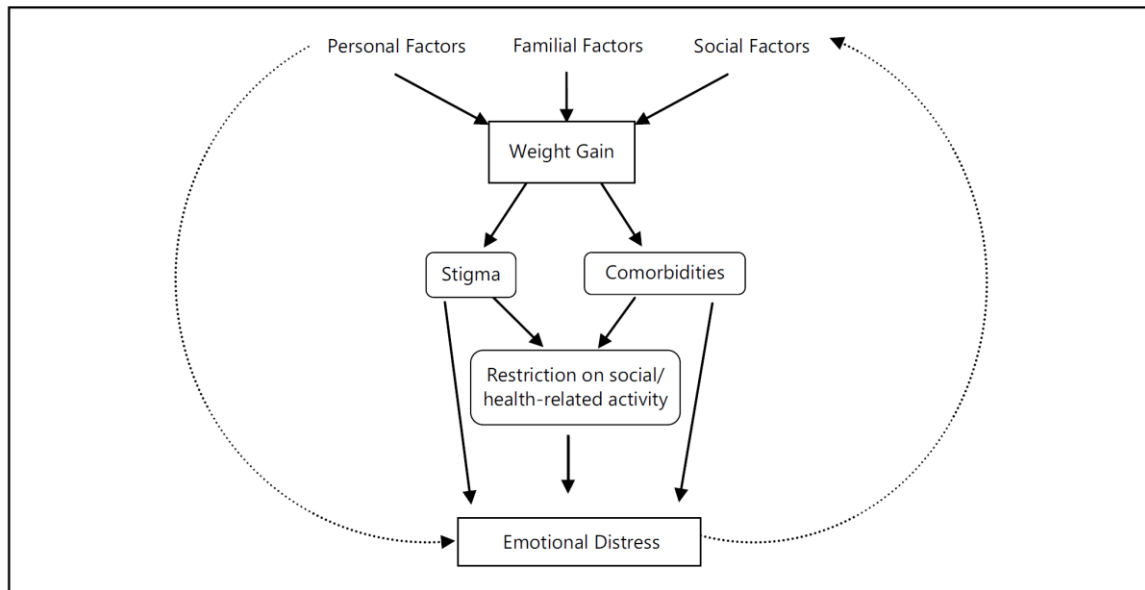 Personal Factors Familial Factors Social Factors
Weight Gain
Stigma Comorbidities
Restriction on social/
health-related activity
Emotional Distress